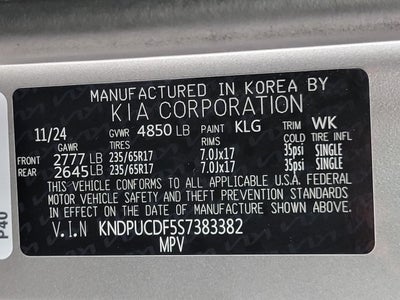 MANUFACTURED IN KOREA BY
KIA CORPORATION
11/24 GVWR 4850 LB PAINT KLG TRIM WK
GAWR TIRES RIMS COLD TIRE INFL
FRONT 2777 LB 235/65R17 7.0Jx17 35psi SINGLE
REAR 2645 LB 235/65R17 7.0Jx17 35psi SINGLE
THIS VEHICLE CONFORMS TO ALL APPLICABLE U.S.A. FEDERAL
MOTOR VEHICLE SAFETY AND THEFT PREVENTION STANDARDS
IN EFFECT ON THE DATE OF MANUFACTURE SHOWN ABOVE.
V.I.N KNDPUCDF5S7383382
MPV
P40